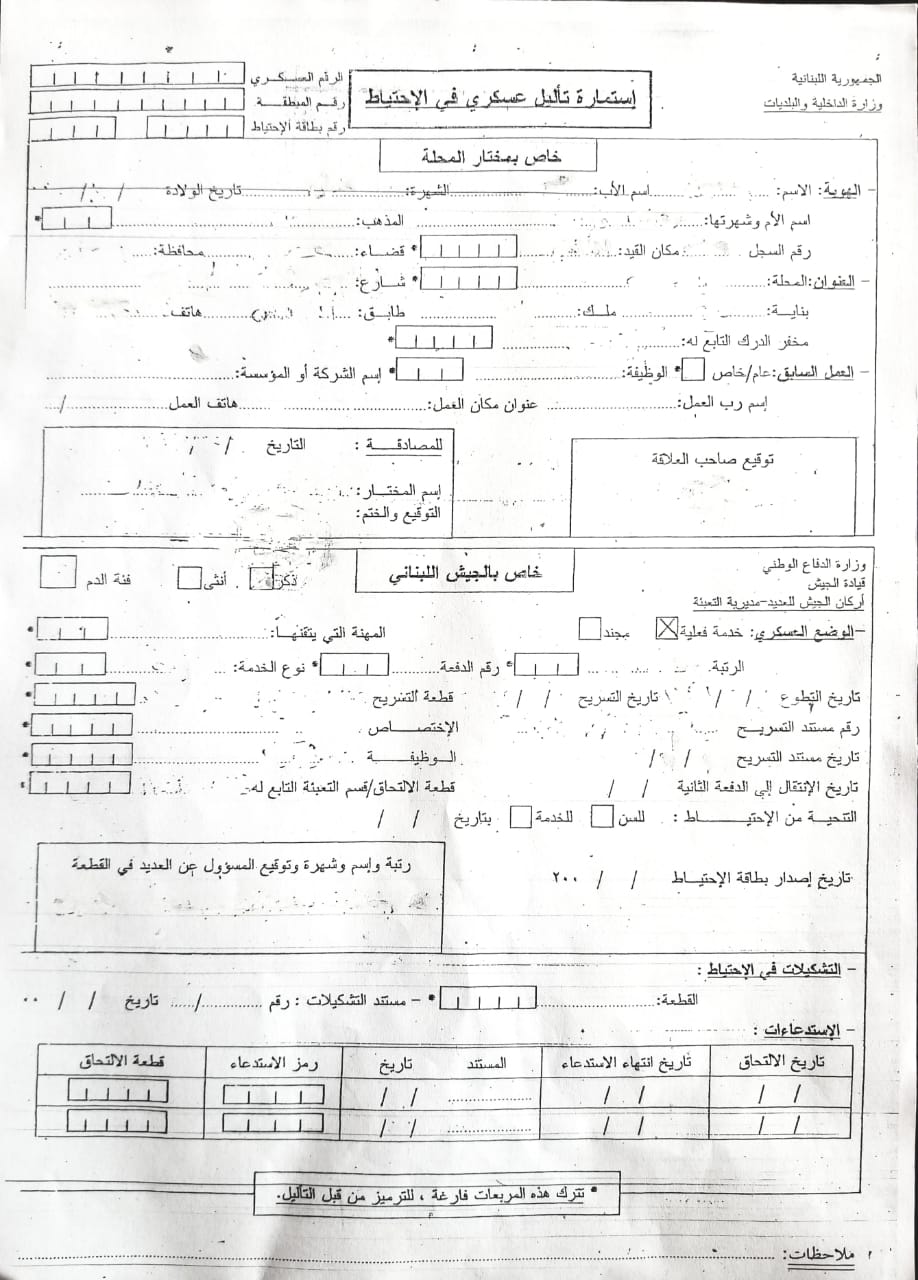 الجمهورية اللبنانية
وزارة الداخلية والبلديات
إستمارة تأليل عسكري في الإحتياط
الرقم العسكري
رقم المنطقة
رقم بطاقة الإحتياط
خاص بمختار المحلة
- الهوية: الاسم: اسم الأب: الشهرة: تاريخ الولادة / /
اسم الأم وشهرتها: المذهب: *
رقم السجل مكان القيد: * قضاء: محافظة:
- العنوان: المحلة: * شارع:
بناية: ملك: طابق: هاتف
مخفر الدرك التابع له: *
- العمل السابق: عام/خاص * الوظيفة: * إسم الشركة أو المؤسسة:
إسم رب العمل: عنوان مكان العمل: هاتف العمل /
توقيع صاحب العلاقة
للمصادقة : التاريخ / /
إسم المختار:
التوقيع والختم:
وزارة الدفاع الوطني
قيادة الجيش
أركان الجيش للعديد-مديرية التعبئة
خاص بالجيش اللبناني
ذكر أنثى فئة الدم
-الوضع العسكري: خدمة فعلية مجند المهنة التي يتقنها: *
الرتبة * رقم الدفعة * نوع الخدمة: *
تاريخ التطوع / / تاريخ التسريح / / قطعة التسريح *
رقم مستند التسريح الإختصاص *
تاريخ مستند التسريح / / الوظيفة *
تاريخ الإنتقال إلى الدفعة الثانية / / قطعة الالتحاق/قسم التعبئة التابع له *
التنحية من الإحتياط : للسن للخدمة بتاريخ / /
رتبة وإسم وشهرة وتوقيع المسؤول عن العديد في القطعة
تاريخ إصدار بطاقة الإحتياط / / ٢٠٠
- التشكيلات في الإحتياط :
القطعة: * - مستند التشكيلات : رقم / تاريخ / / ٠٠
- الإستدعاءات :
تاريخ الالتحاق تاريخ انتهاء الاستدعاء المستند تاريخ رمز الاستدعاء قطعة الالتحاق
/ / / / / /
/ / / / / /
* تترك هذه المربعات فارغة ، للترميز من قبل التأليل.
ملاحظات: